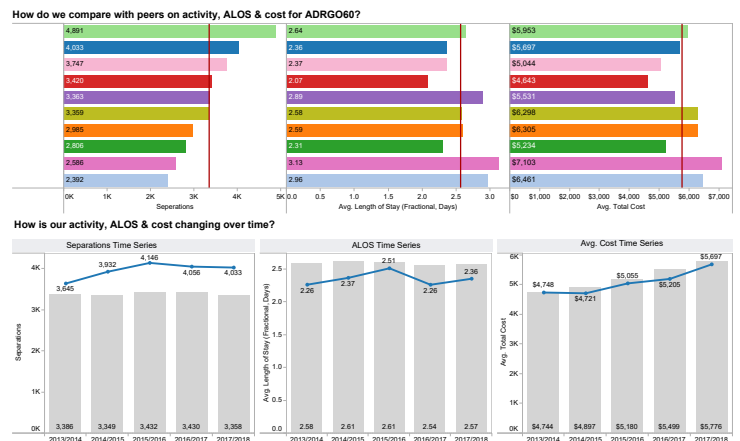 How do we compare with peers on activity, ALOS & cost for ADRGO60?
4,891 2.64 $5,953
4,033 2.36 $5,697
3,747 2.37 $5,044
3,420 2.07 $4,643
3,363 2.89 $5,531
3,359 2.58 $6,298
2,985 2.59 $6,305
2,806 2.31 $5,234
2,586 3.13 $7,103
2,392 2.96 $6,461
0K 1K 2K 3K 4K 5K 0.0 0.5 1.0 1.5 2.0 2.5 3.0 $0 $1,000 $2,000 $3,000 $4,000 $5,000 $6,000 $7,000
Seperations Avg. Length of Stay (Fractional, Days) Avg. Total Cost
How is our activity, ALOS & cost changing over time?
Separations Time Series
4K
3K
2K
1K
0K
Separations
3,645 3,932 4,146 4,056 4,033
3,386 3,349 3,432 3,430 3,358
2013/2014 2014/2015 2015/2016 2016/2017 2017/2018
ALOS Time Series
2.5
2.0
1.5
1.0
0.5
0.0
Avg. Length of Stay (Fractional, Days)
2.26 2.37 2.51 2.26 2.36
2.58 2.61 2.61 2.54 2.57
2013/2014 2014/2015 2015/2016 2016/2017 2017/2018
Avg. Cost Time Series
6K
5K
4K
3K
2K
1K
0K
Avg. Total Cost
$4,748 $4,721 $5,055 $5,205 $5,697
$4,744 $4,897 $5,180 $5,499 $5,776
2013/2014 2014/2015 2015/2016 2016/2017 2017/2018